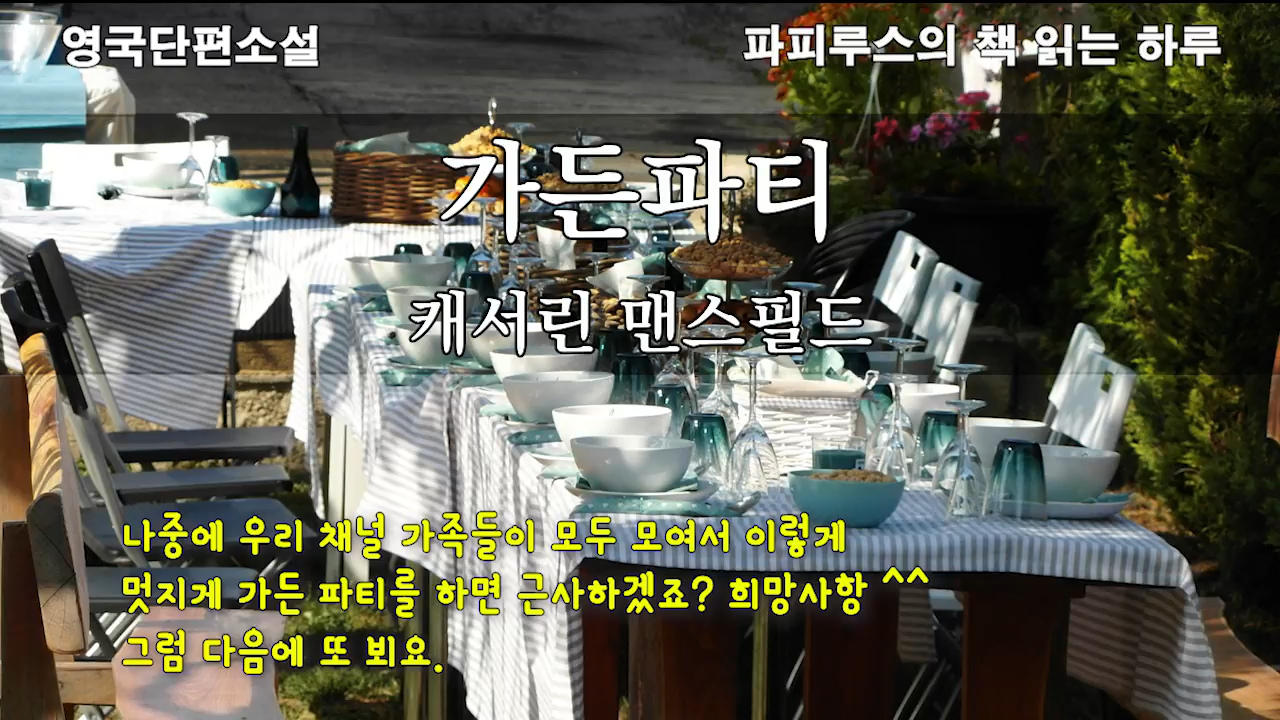 영국단편소설
파피루스의 책 읽는 하루
가든파티
캐서린 맨스필드
나중에 우리 채널 가족들이 모두 모여서 이렇게
멋지게 가든 파티를 하면 근사하겠죠? 희망사항 ^^
그럼 다음에 또 뵈요.